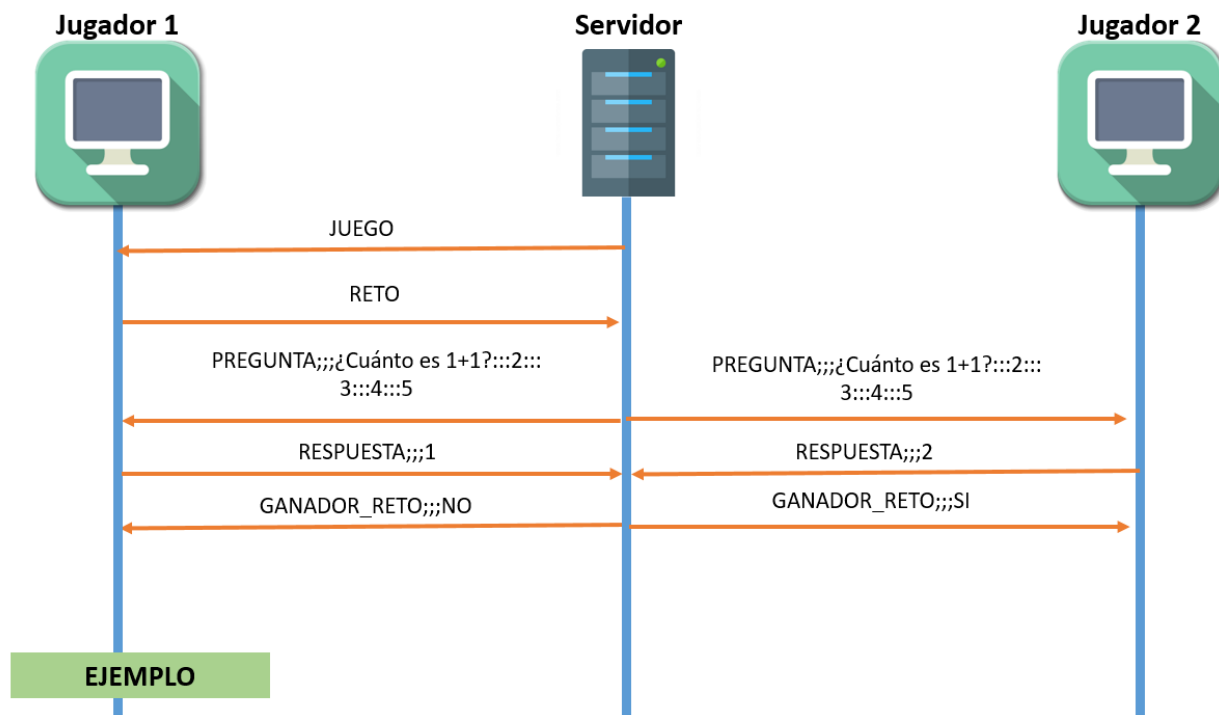 Jugador 1
Servidor
Jugador 2
JUEGO
RETO
PREGUNTA;;;¿Cuánto es 1+1?:::2:::
3:::4:::5
PREGUNTA;;;¿Cuánto es 1+1?:::2:::
3:::4:::5
RESPUESTA;;;1
RESPUESTA;;;2
GANADOR_RETO;;;NO
GANADOR_RETO;;;SI
EJEMPLO